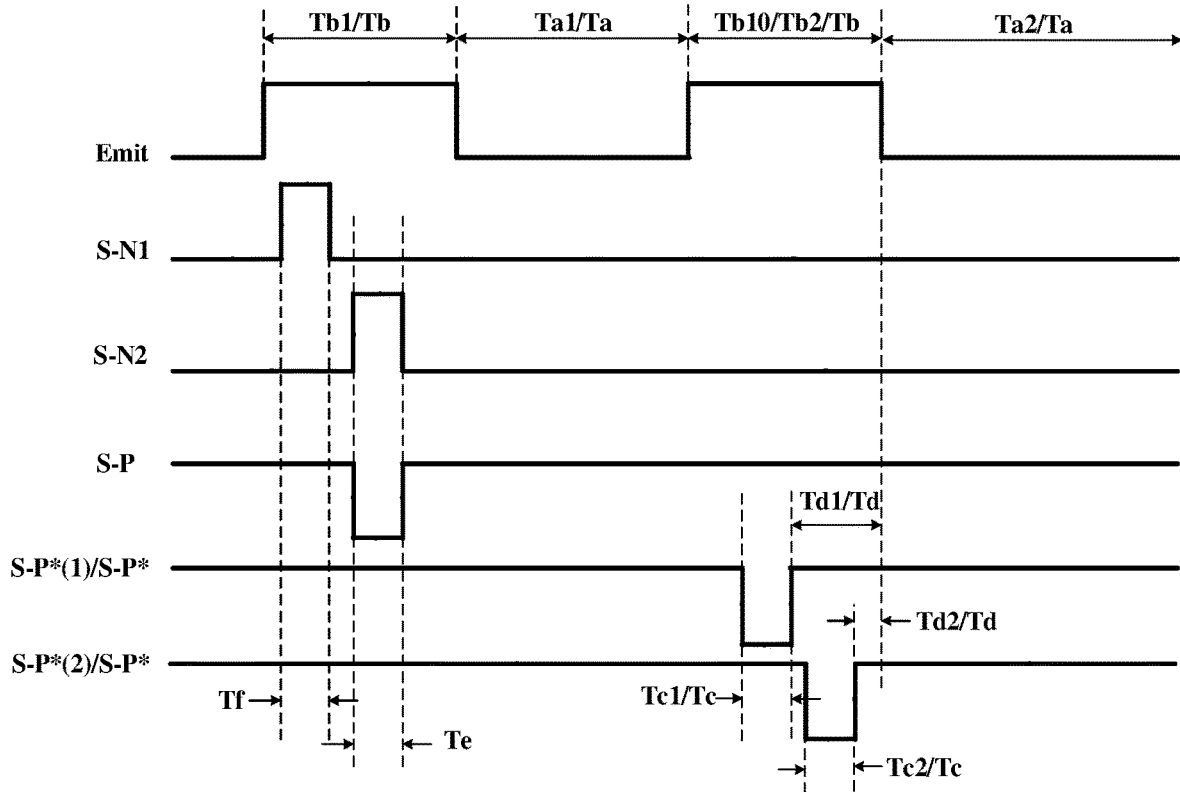 Tb1/Tb Ta1/Ta Tb10/Tb2/Tb Ta2/Ta
Emit
S-N1
S-N2
S-P
Td1/Td
S-P*(1)/S-P*
Td2/Td
S-P*(2)/S-P*
Tf Tc1/Tc
Te
Tc2/Tc